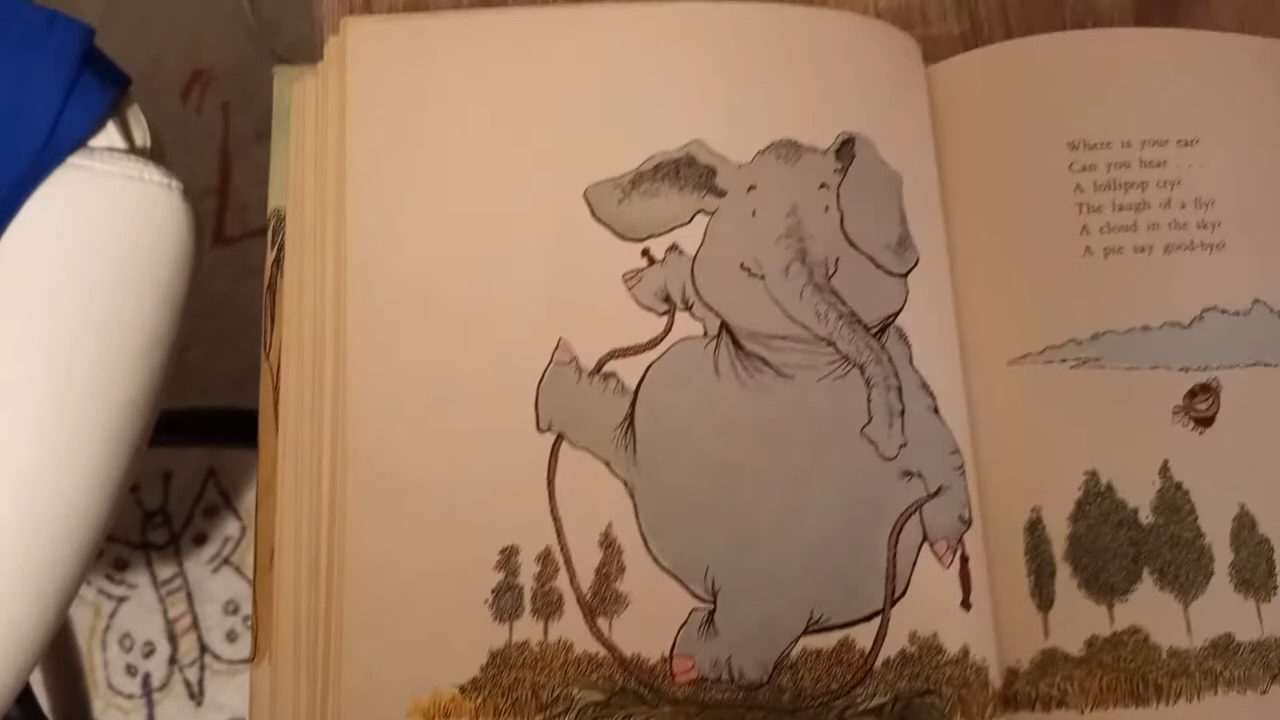 Where is your ear?
Can you hear . . .
A lollipop cry?
The laugh of a fly?
A cloud in the sky?
A pie say good-bye?